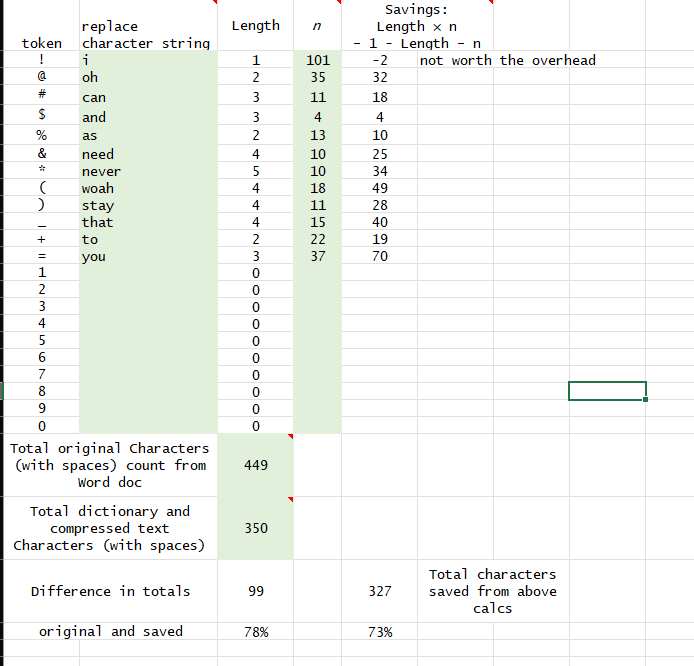 Savings:
replace Length n Length × n
token character string - 1 - Length - n
! i 1 101 -2 not worth the overhead
@ oh 2 35 32
# can 3 11 18
$ and 3 4 4
% as 2 13 10
& need 4 10 25
* never 5 10 34
( woah 4 18 49
) stay 4 11 28
_ that 4 15 40
+ to 2 22 19
= you 3 37 70
1 0
2 0
3 0
4 0
5 0
6 0
7 0
8 0
9 0
0 0
Total original Characters
(with spaces) count from 449
Word doc
Total dictionary and
compressed text 350
Characters (with spaces)
Total characters
Difference in totals 99 327 saved from above
calcs
original and saved 78% 73%